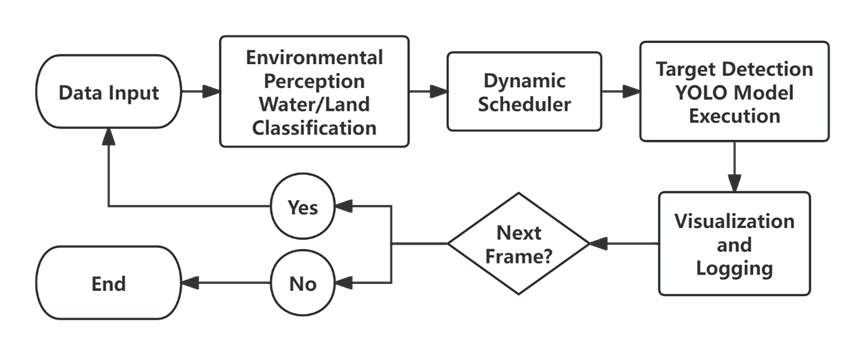 Data Input
Environmental
Perception
Water/Land
Classification
Dynamic
Scheduler
Target Detection
YOLO Model
Execution
Visualization
and
Logging
Next
Frame?
Yes
No
End